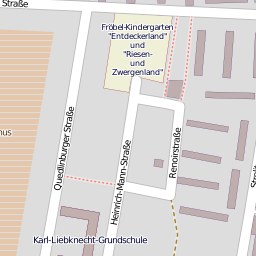 Straße
Fröbel-Kindergarten
"Entdeckerland"
und
"Riesen-
und
Zwergenland"
Quedlinburger Straße
Heinrich-Mann-Straße
Renoirstraße
Karl-Liebknecht-Grundschule